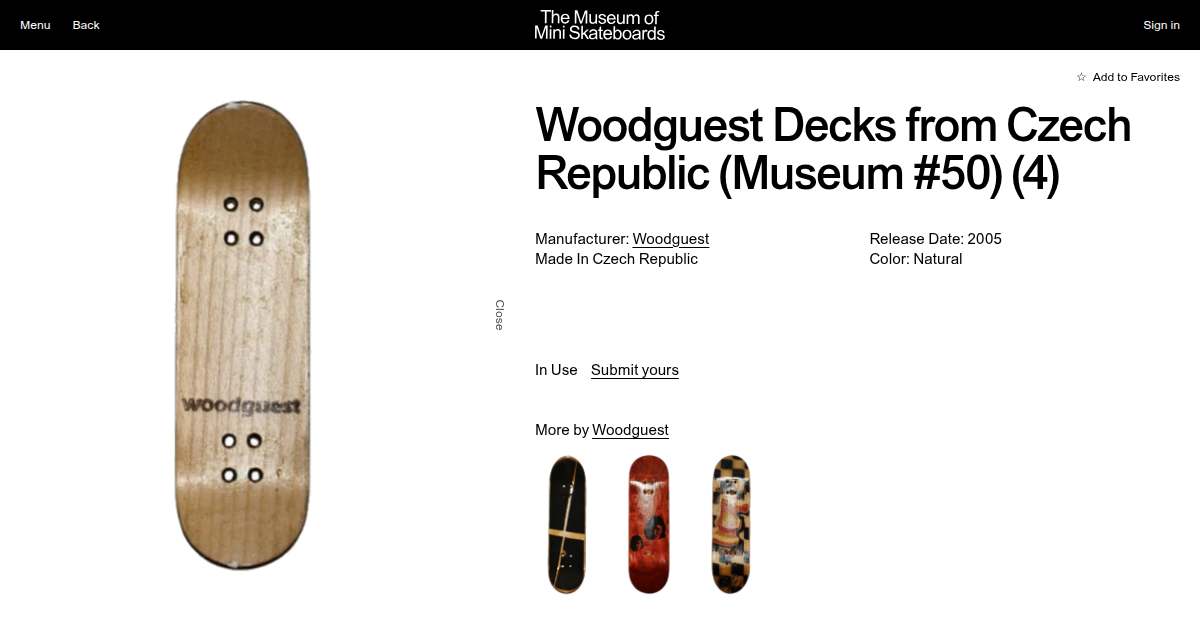 Menu
Back
The Museum of
Mini Skateboards
Sign in
☆ Add to Favorites
Woodguest Decks from Czech
Republic (Museum #50) (4)
Manufacturer: Woodguest
Made In Czech Republic
Release Date: 2005
Color: Natural
Close
woodguest
In Use
Submit yours
More by Woodguest